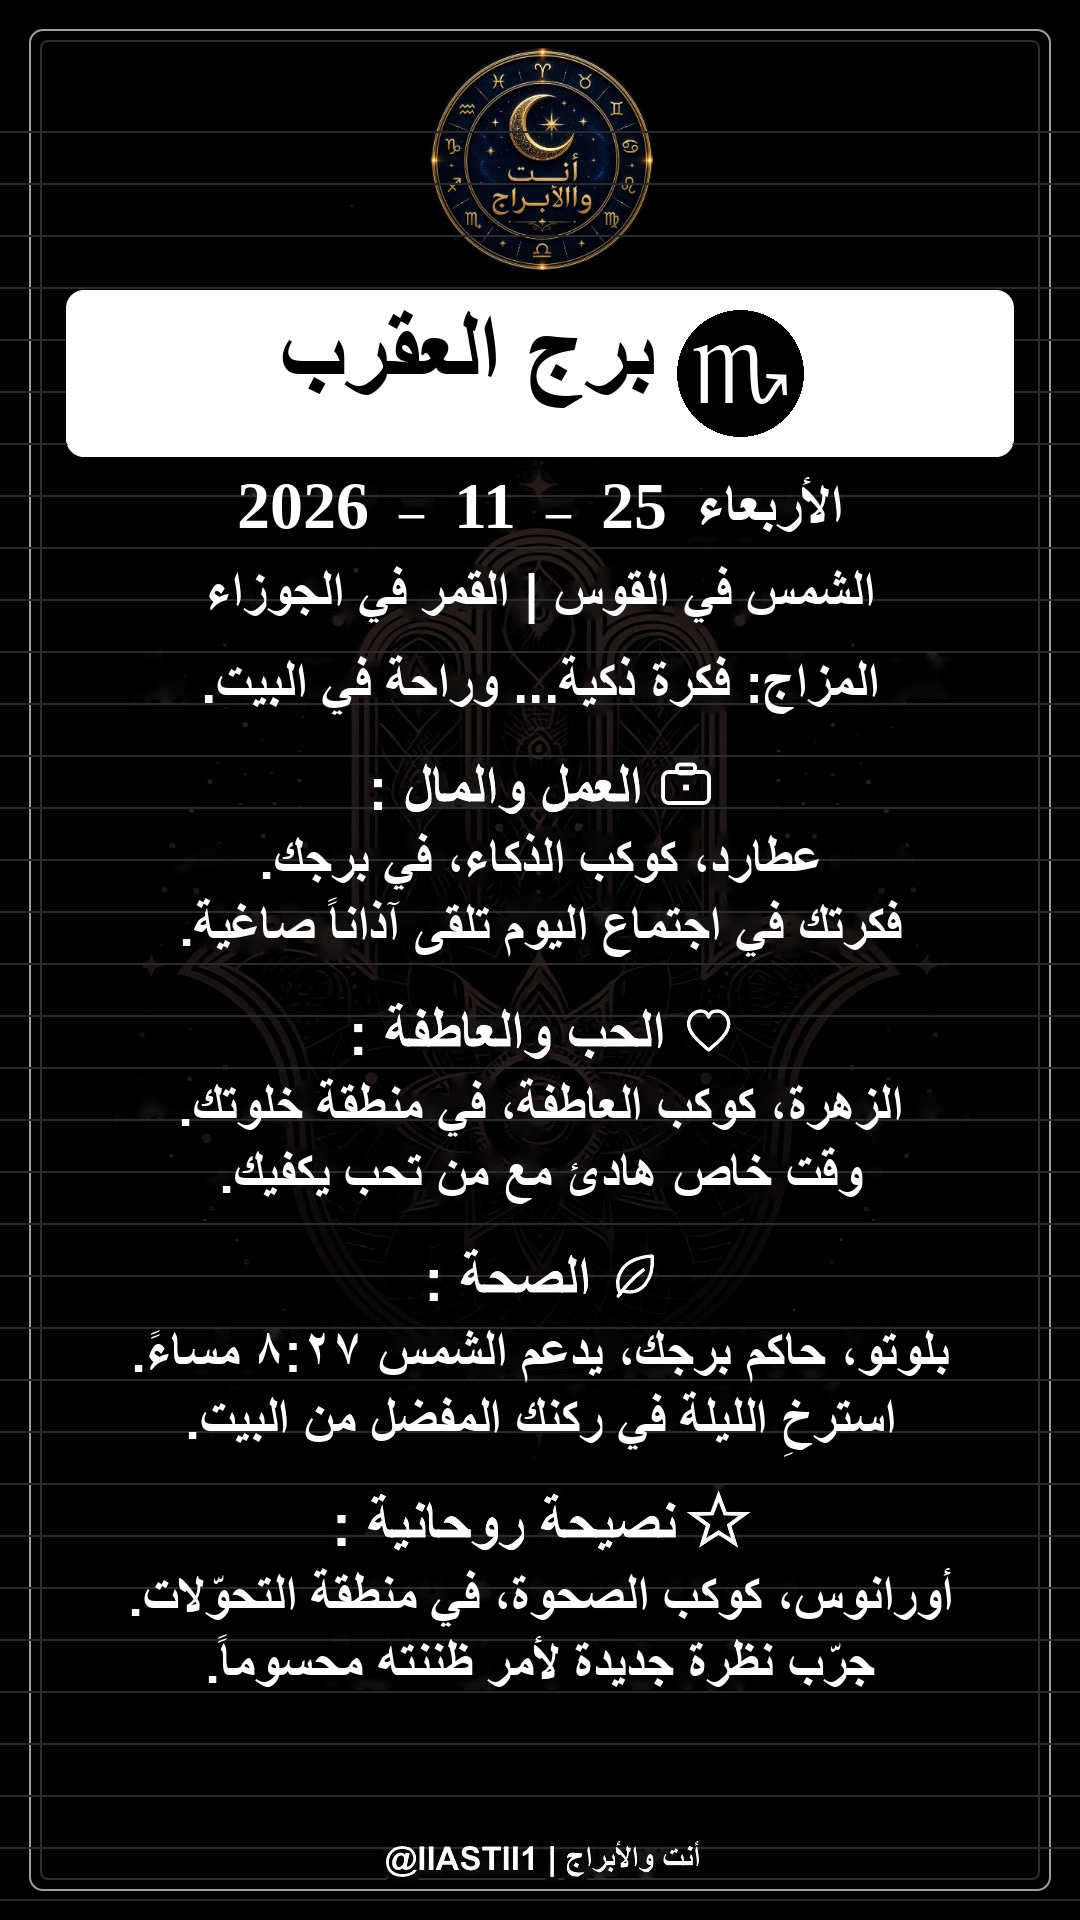 أنت
والأبراج
برج العقرب
الأربعاء 25 – 11 – 2026
الشمس في القوس | القمر في الجوزاء
المزاج: فكرة ذكية... وراحة في البيت.
العمل والمال :
عطارد، كوكب الذكاء، في برجك.
فكرتك في اجتماع اليوم تلقى آذاناً صاغية.
الحب والعاطفة :
الزهرة، كوكب العاطفة، في منطقة خلوتك.
وقت خاص هادئ مع من تحب يكفيك.
الصحة :
بلوتو، حاكم برجك، يدعم الشمس ٨:٢٧ مساءً.
استرخِ الليلة في ركنك المفضل من البيت.
نصيحة روحانية :
أورانوس، كوكب الصحوة، في منطقة التحوّلات.
جرّب نظرة جديدة لأمر ظننته محسوماً.
أنت والأبراج | @IIASTII1